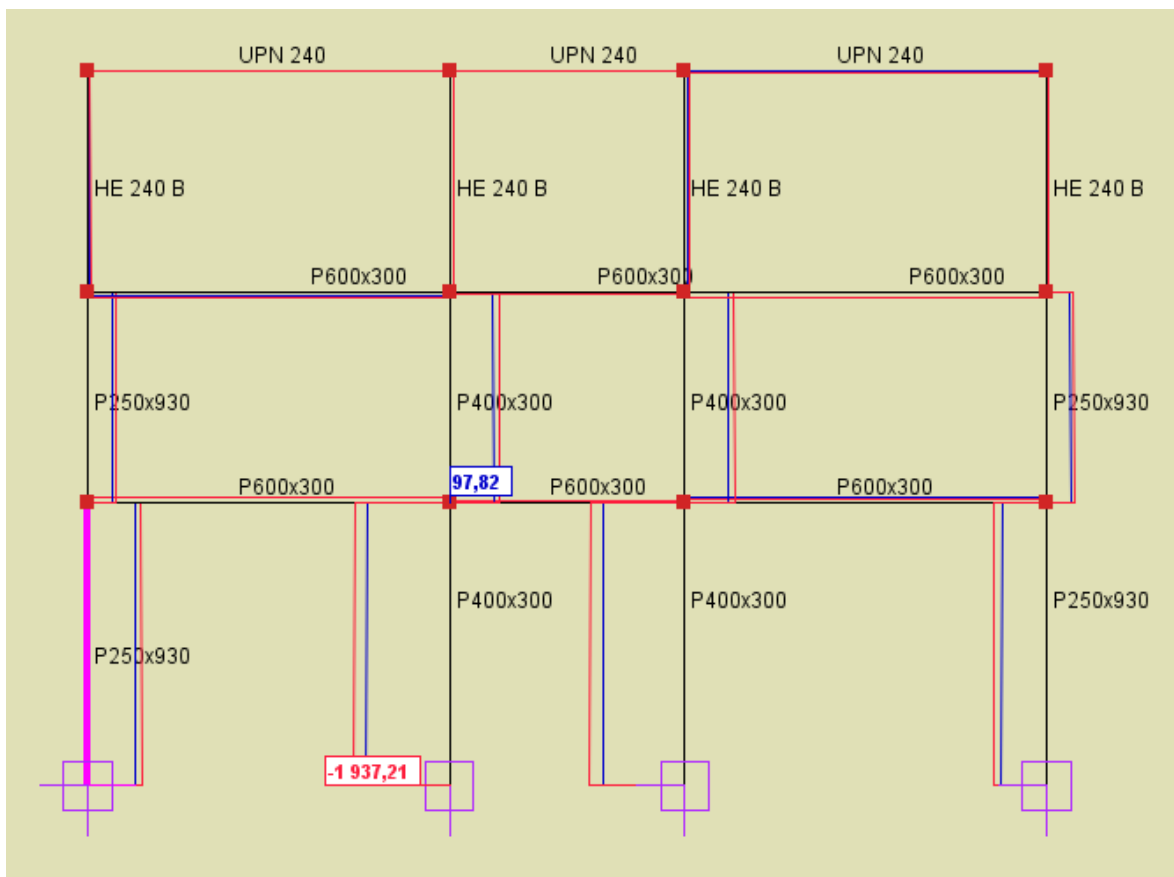 UPN 240 UPN 240 UPN 240
HE 240 B HE 240 B HE 240 B HE 240 B
P600x300 P600x300 P600x300
P250x930 P400x300 P400x300 P250x930
97,82
P600x300 P600x300 P600x300
P400x300 P400x300 P250x930
P250x930
-1 937,21